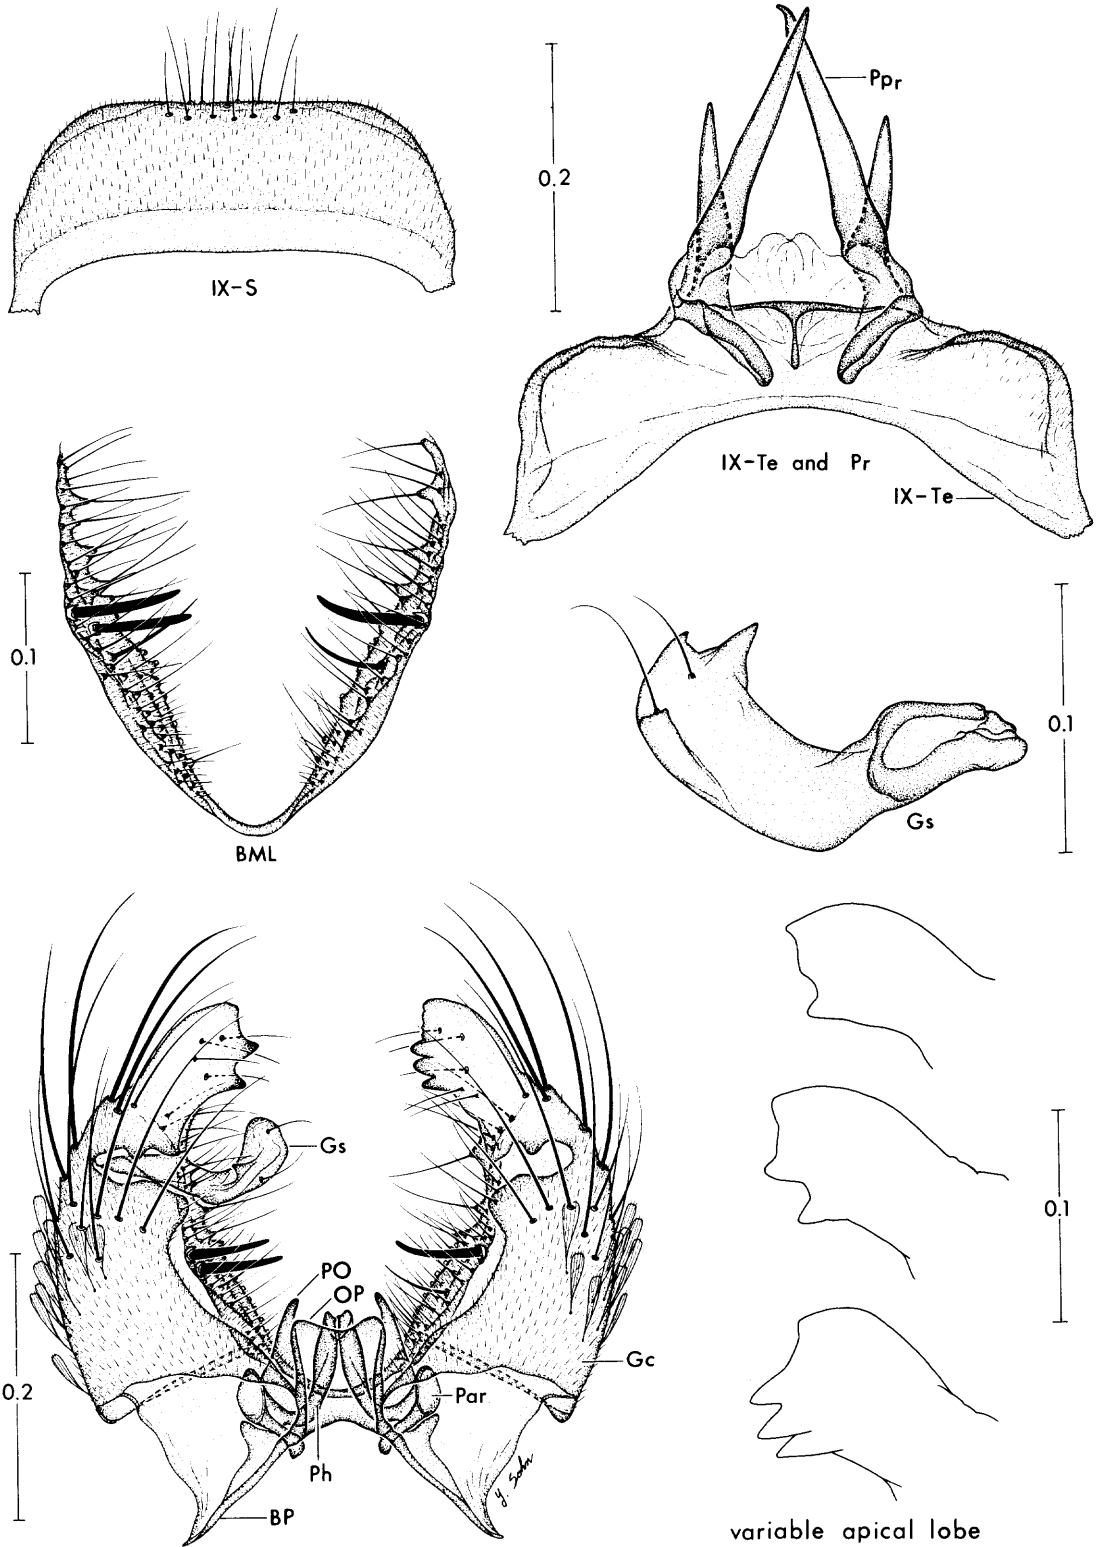 Ppr
0.2
IX-S
IX-Te and Pr
IX-Te
0.1
0.1
Gs
BML
Gs
0.1
PO
OP
Gc
0.2
Par
Ph
BP
Y. Sohn
variable apical lobe